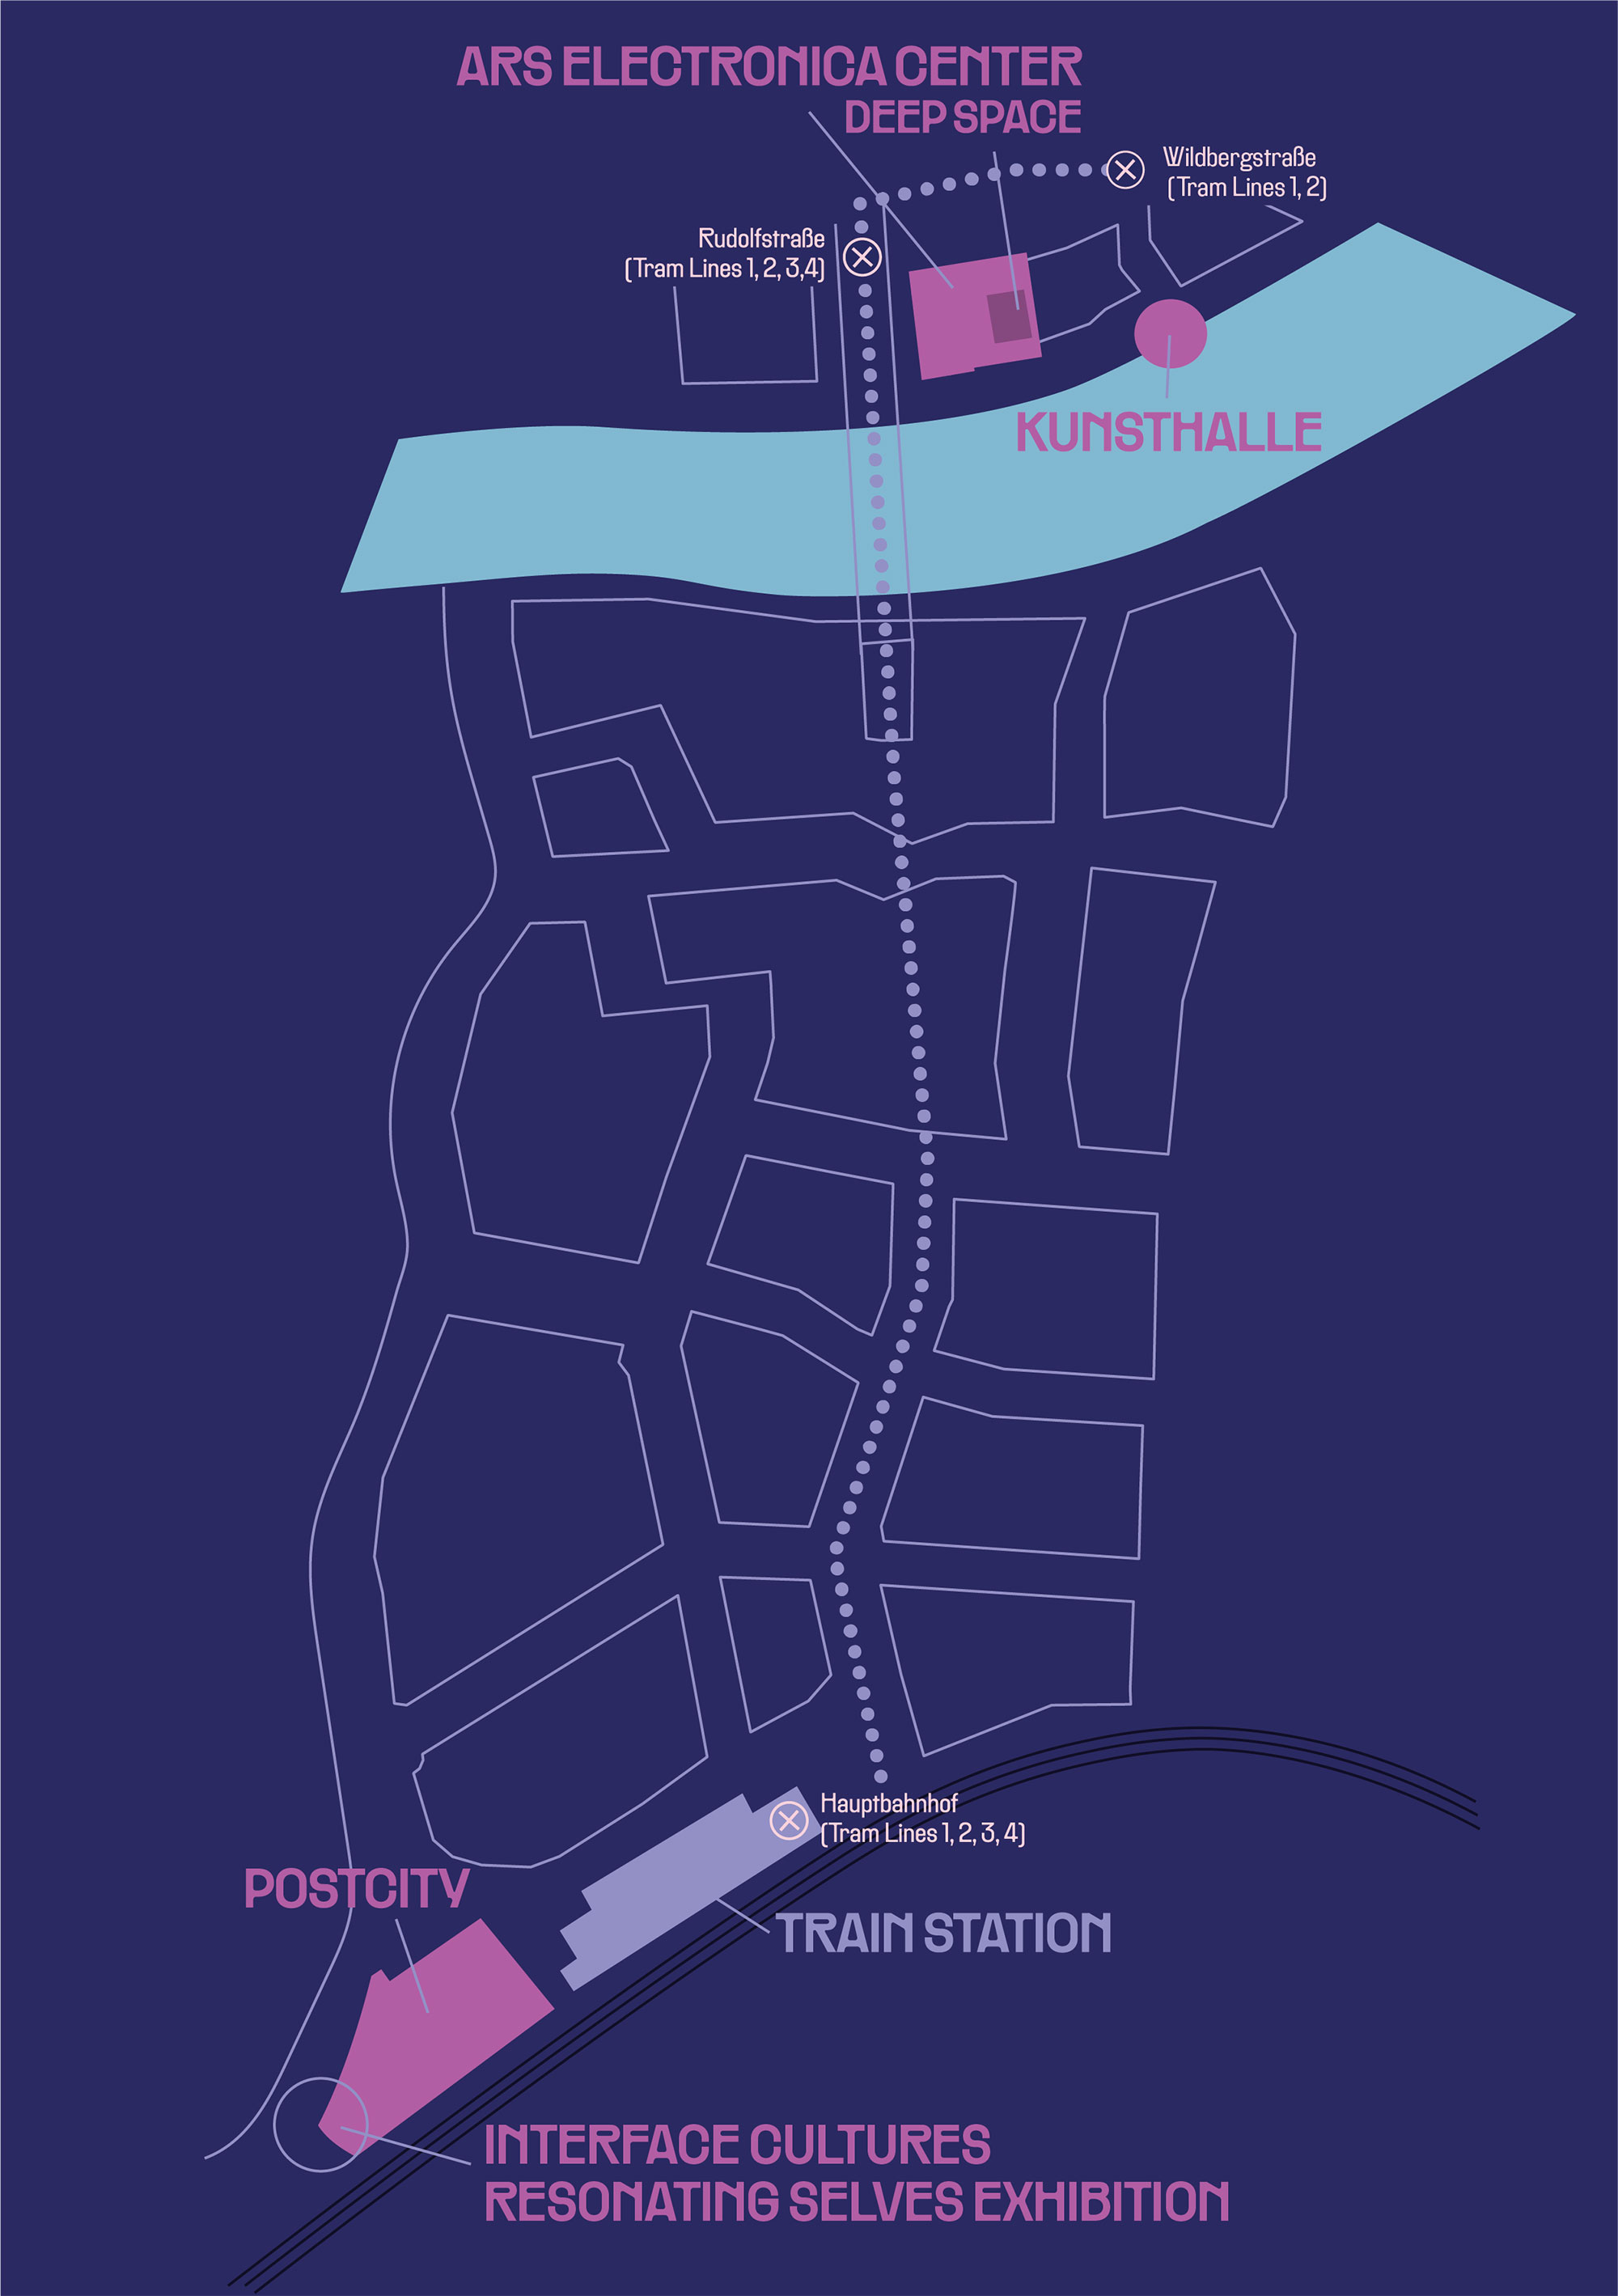 ARS ELECTRONICA CENTER
DEEP SPACE
Wildbergstraße
(Tram Lines 1, 2)
Rudolfstraße
(Tram Lines 1, 2, 3,4)
KUNSTHALLE
Hauptbahnhof
(Tram Lines 1, 2, 3, 4)
POSTCITY
TRAIN STATION
INTERFACE CULTURES
RESONATING SELVES EXHIBITION